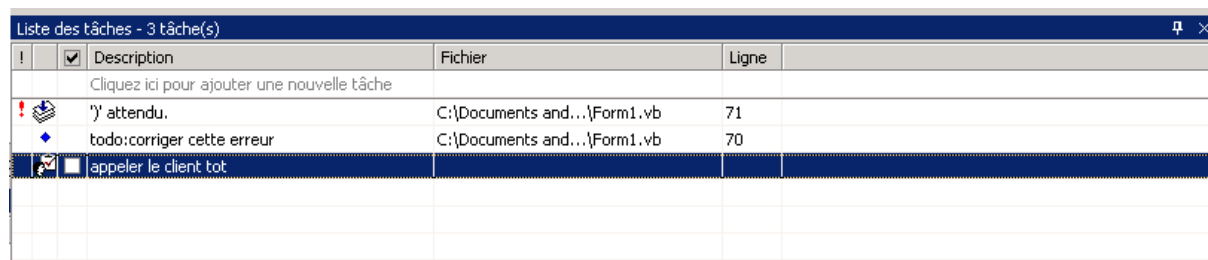 Liste des tâches - 3 tâche(s)
! Description Fichier Ligne
Cliquez ici pour ajouter une nouvelle tâche
! ')' attendu. C:\Documents and...\Form1.vb 71
todo:corriger cette erreur C:\Documents and...\Form1.vb 70
appeler le client tot